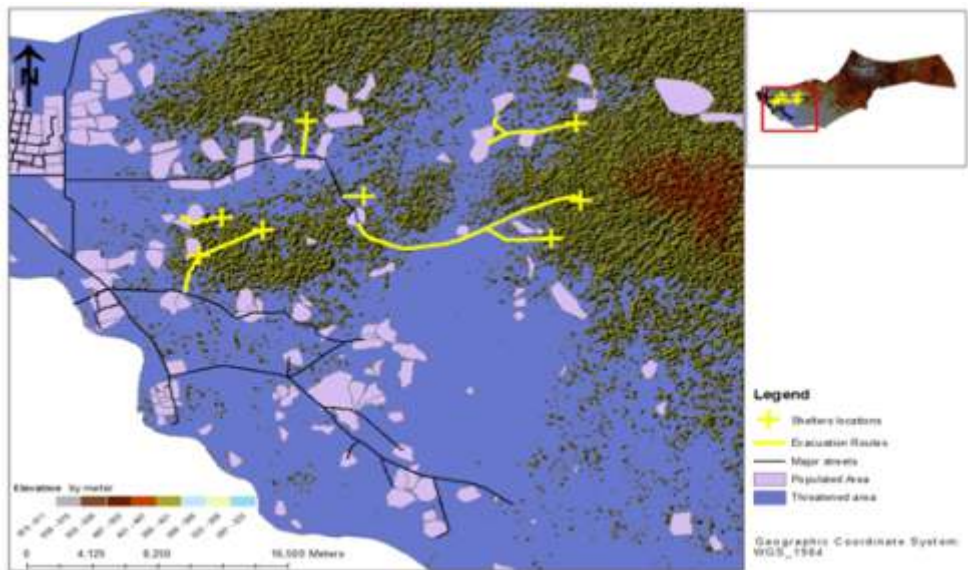 N
Legend
Shelters locations
Evacuation Routes
Major streets
Populated Area
Threatened area
Elevation by meter
0 4.125 8.250 16.500 Meters
Geographic Coordinate System:
WGS_1984